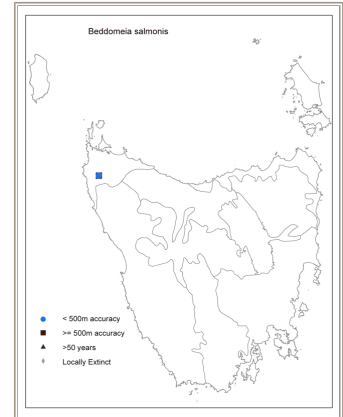 Beddomeia salmonis
< 500m accuracy
>= 500m accuracy
>50 years
Locally Extinct